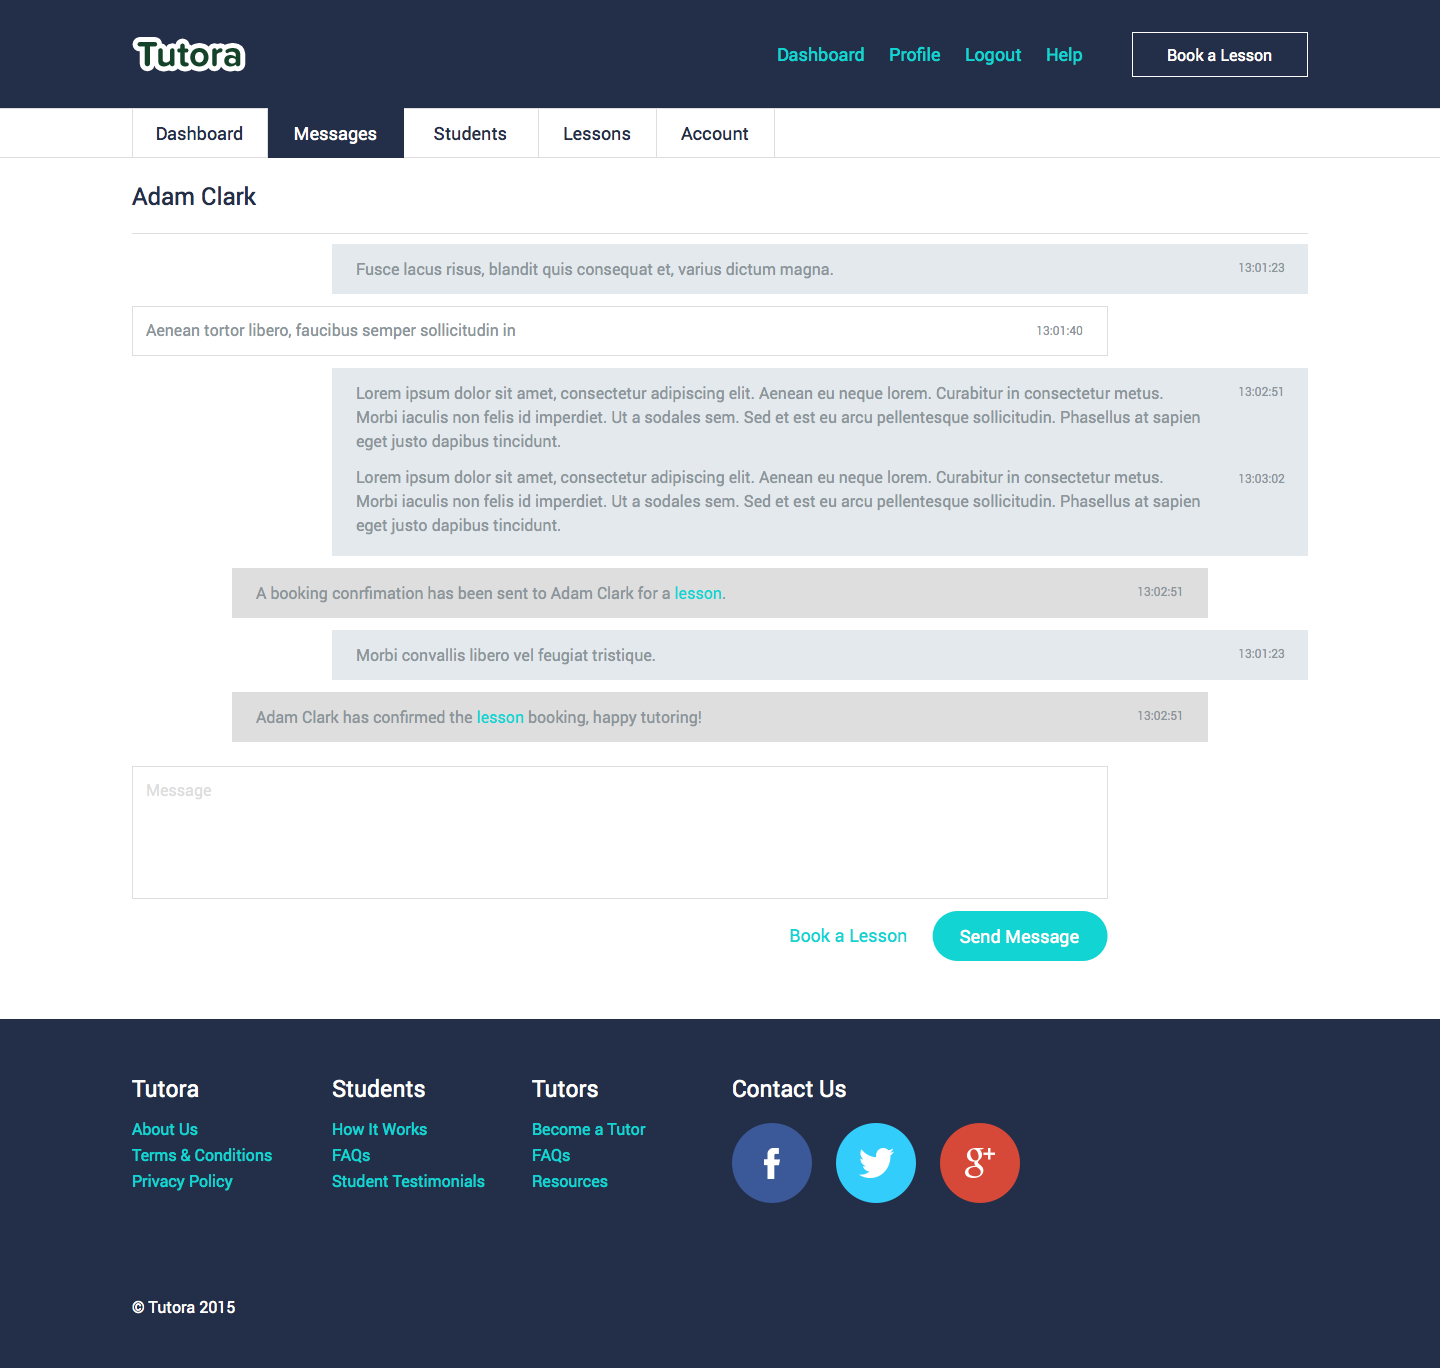 Tutora
Dashboard Profile Logout Help Book a Lesson
Dashboard Messages Students Lessons Account
Adam Clark
Fusce lacus risus, blandit quis consequat et, varius dictum magna. 13:01:23
Aenean tortor libero, faucibus semper sollicitudin in 13:01:40
Lorem ipsum dolor sit amet, consectetur adipiscing elit. Aenean eu neque lorem. Curabitur in consectetur metus. 13:02:51
Morbi iaculis non felis id imperdiet. Ut a sodales sem. Sed et est eu arcu pellentesque sollicitudin. Phasellus at sapien
eget justo dapibus tincidunt.
Lorem ipsum dolor sit amet, consectetur adipiscing elit. Aenean eu neque lorem. Curabitur in consectetur metus. 13:03:02
Morbi iaculis non felis id imperdiet. Ut a sodales sem. Sed et est eu arcu pellentesque sollicitudin. Phasellus at sapien
eget justo dapibus tincidunt.
A booking conrfimation has been sent to Adam Clark for a lesson. 13:02:51
Morbi convallis libero vel feugiat tristique. 13:01:23
Adam Clark has confirmed the lesson booking, happy tutoring! 13:02:51
Message
Book a Lesson Send Message
Tutora Students Tutors Contact Us
About Us How It Works Become a Tutor
Terms & Conditions FAQs FAQs
Privacy Policy Student Testimonials Resources
© Tutora 2015